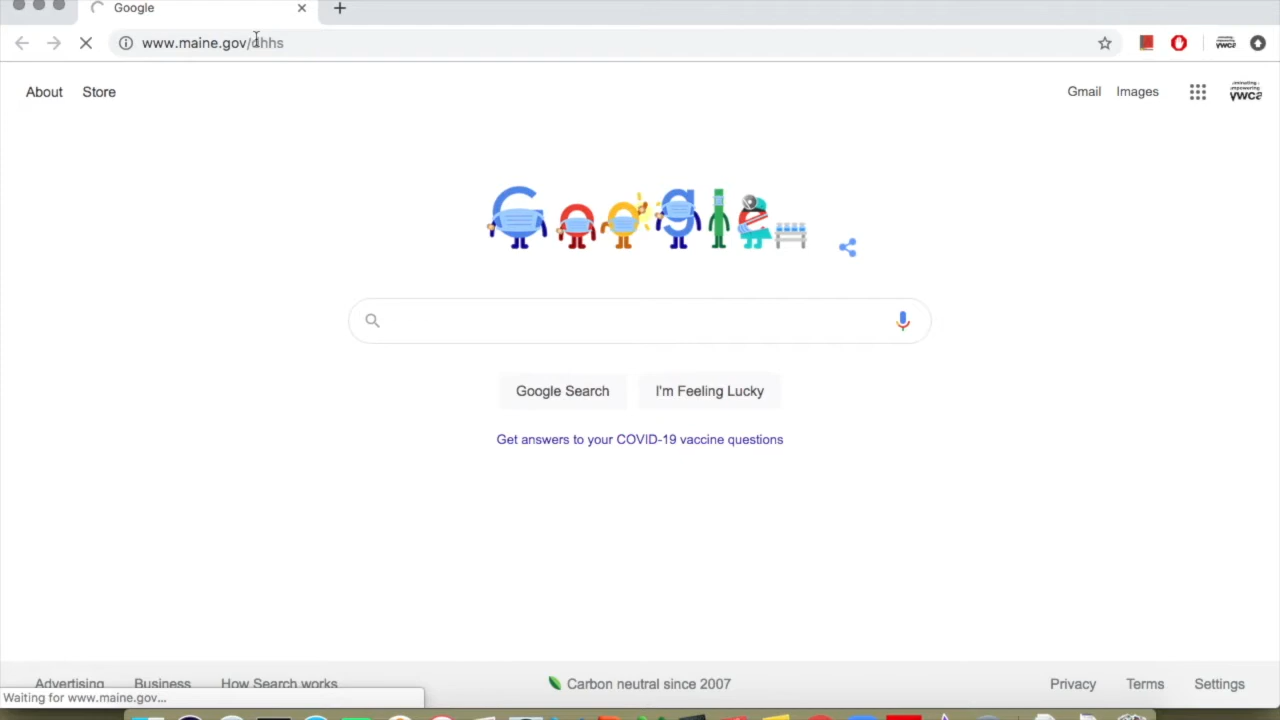 Google
www.maine.gov/dhhs
About Store
Gmail Images
Google
Google Search I'm Feeling Lucky
Get answers to your COVID-19 vaccine questions
Advertising Business How Search works
Carbon neutral since 2007
Privacy Terms Settings
Waiting for www.maine.gov...